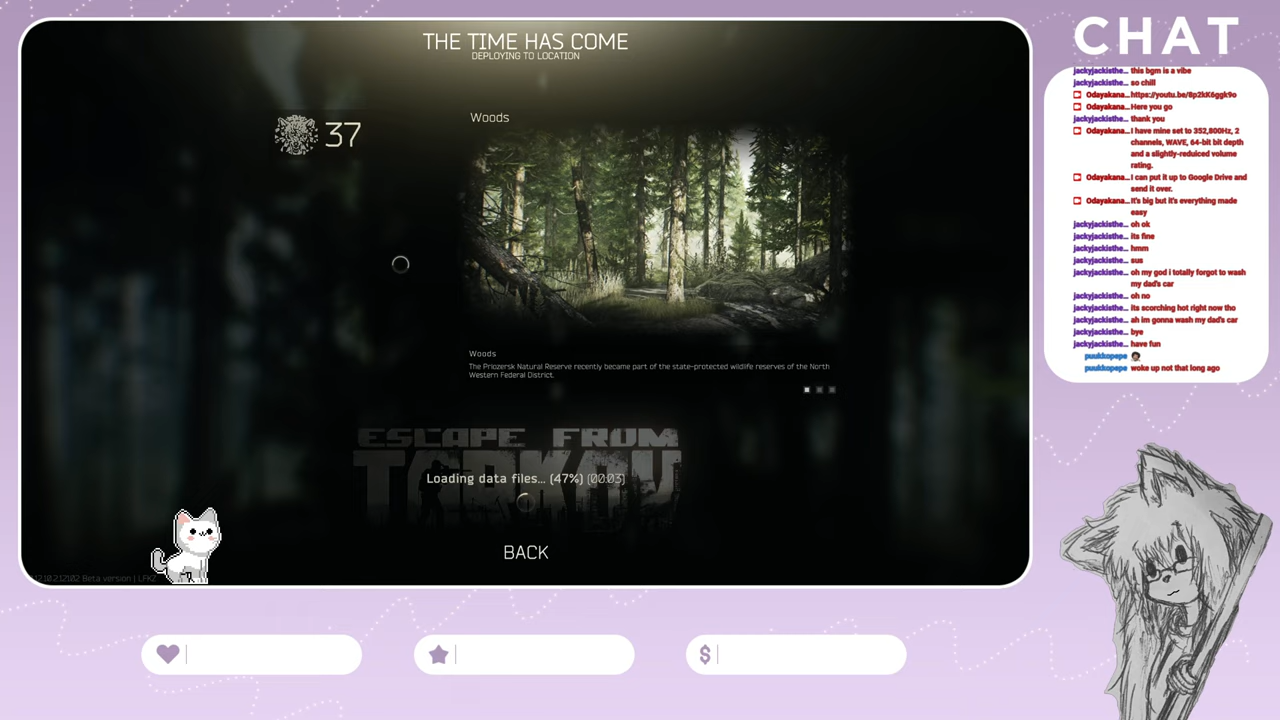 THE TIME HAS COME
DEPLOYING TO LOCATION
37
Woods
Woods
The Priozersk Natural Reserve recently became part of the state-protected wildlife reserves of the North
Western Federal District.
ESCAPE FROM
TARKOV
Loading data files... (47%) (00:03)
BACK
Beta version | LFKZ
$
CHAT
jackyjackisthe... this bgm is a vibe
jackyjackisthe... so chill
Odayakana... https://youtu.be/8p2kK6ggk9o
Odayakana... Here you go
jackyjackisthe... thank you
Odayakana... I have mine set to 352,800Hz, 2
channels, WAVE, 64-bit bit depth
and a slightly-reduiced volume
rating.
Odayakana... I can put it up to Google Drive and
send it over.
Odayakana... It's big but it's everything made
easy
jackyjackisthe... oh ok
jackyjackisthe... its fine
jackyjackisthe... hmm
jackyjackisthe... sus
jackyjackisthe... oh my god i totally forgot to wash
my dad's car
jackyjackisthe... oh no
jackyjackisthe... its scorching hot right now tho
jackyjackisthe... ah im gonna wash my dad's car
jackyjackisthe... bye
jackyjackisthe... have fun
puukkopepe
puukkopepe woke up not that long ago